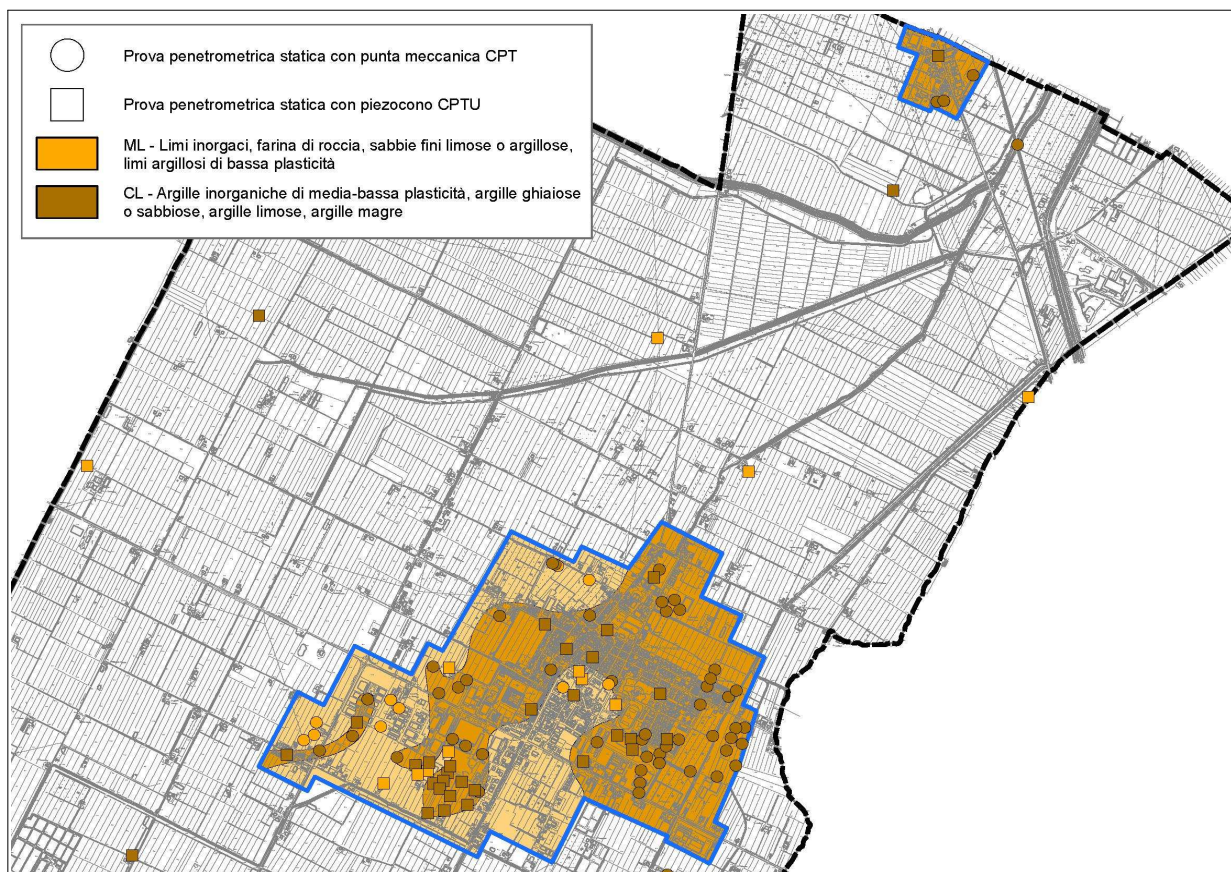 Prova penetrometrica statica con punta meccanica CPT
Prova penetrometrica statica con piezocono CPTU
ML - Limi inorgaci, farina di roccia, sabbie fini limose o argillose,
limi argillosi di bassa plasticità
CL - Argille inorganiche di media-bassa plasticità, argille ghiaiose
o sabbiose, argille limose, argille magre